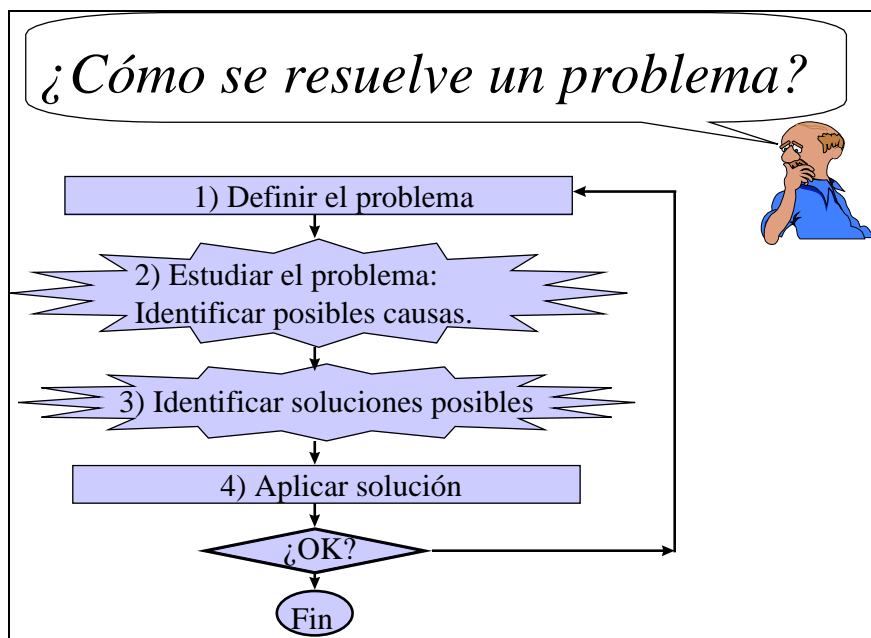 ¿Cómo se resuelve un problema?
1) Definir el problema
2) Estudiar el problema:
Identificar posibles causas.
3) Identificar soluciones posibles
4) Aplicar solución
¿OK?
Fin